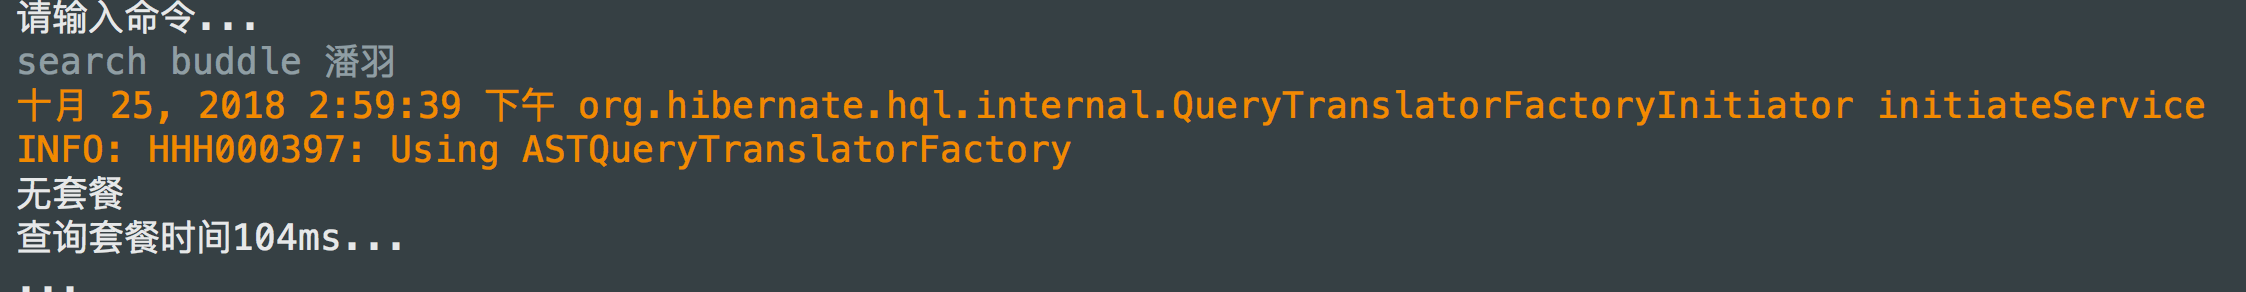 请输入命令...
search buddle 潘羽
十月 25, 2018 2:59:39 下午 org.hibernate.hql.internal.QueryTranslatorFactoryInitiator initiateService
INFO: HHH000397: Using ASTQueryTranslatorFactory
无套餐
查询套餐时间104ms...
...